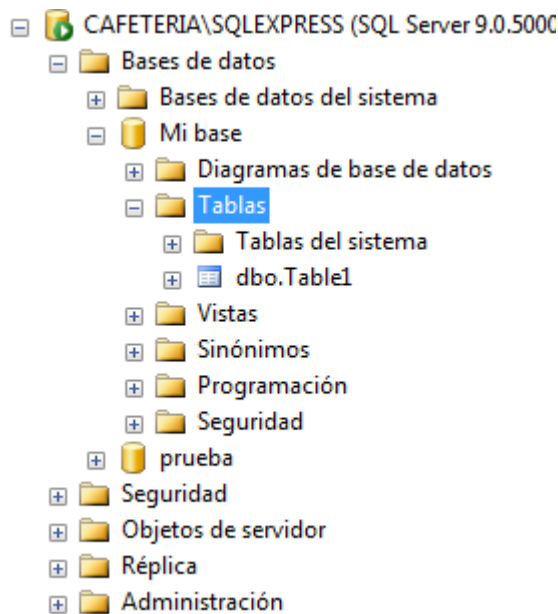 CAFETERIA\SQLEXPRESS (SQL Server 9.0.5000
Bases de datos
Bases de datos del sistema
Mi base
Diagramas de base de datos
Tablas
Tablas del sistema
dbo.Table1
Vistas
Sinónimos
Programación
Seguridad
prueba
Seguridad
Objetos de servidor
Réplica
Administración